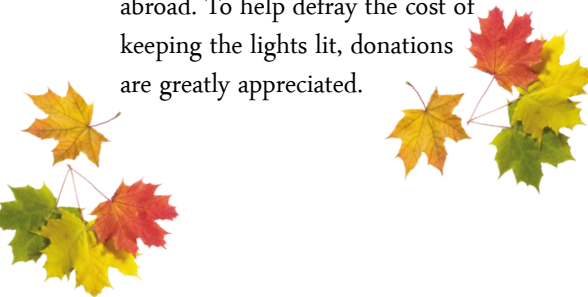 abroad. To help defray the cost of
keeping the lights lit, donations
are greatly appreciated.